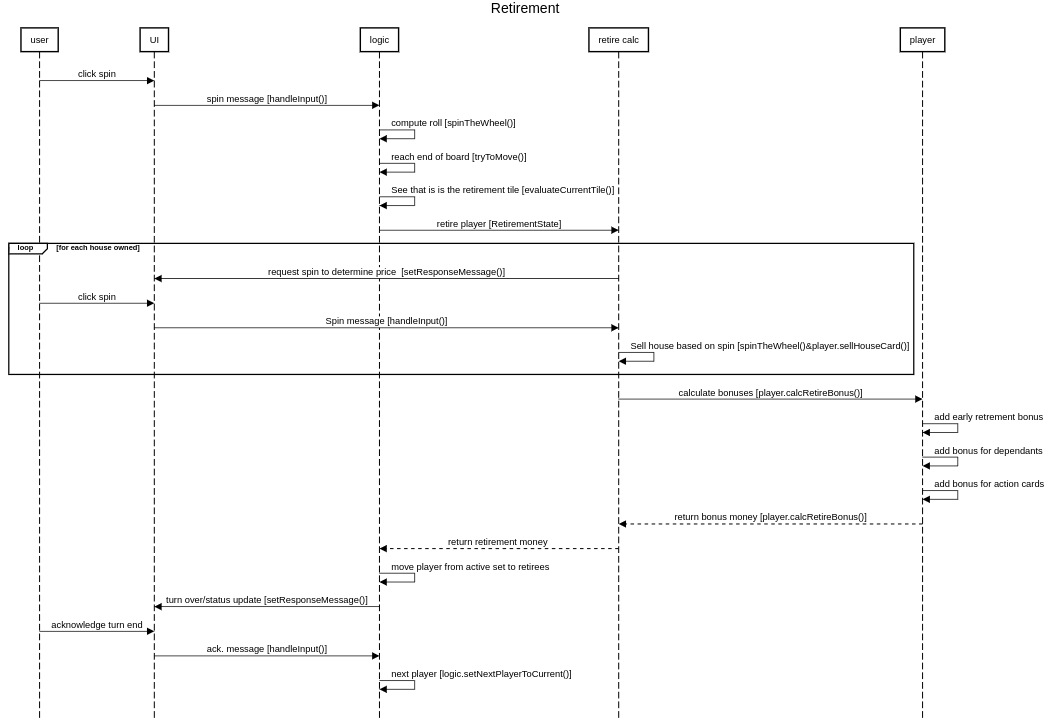 Retirement
user
UI
logic
retire calc
player
click spin
spin message [handleInput()]
compute roll [spinTheWheel()]
reach end of board [tryToMove()]
See that is is the retirement tile [evaluateCurrentTile()]
retire player [RetirementState]
loop
[for each house owned]
request spin to determine price  [setResponseMessage()]
click spin
Spin message [handleInput()]
Sell house based on spin [spinTheWheel()&player.sellHouseCard()]
calculate bonuses [player.calcRetireBonus()]
add early retrement bonus
add bonus for dependants
add bonus for action cards
return bonus money [player.calcRetireBonus()]
return retirement money
move player from active set to retirees
turn over/status update [setResponseMessage()]
acknowledge turn end
ack. message [handleInput()]
next player [logic.setNextPlayerToCurrent()]